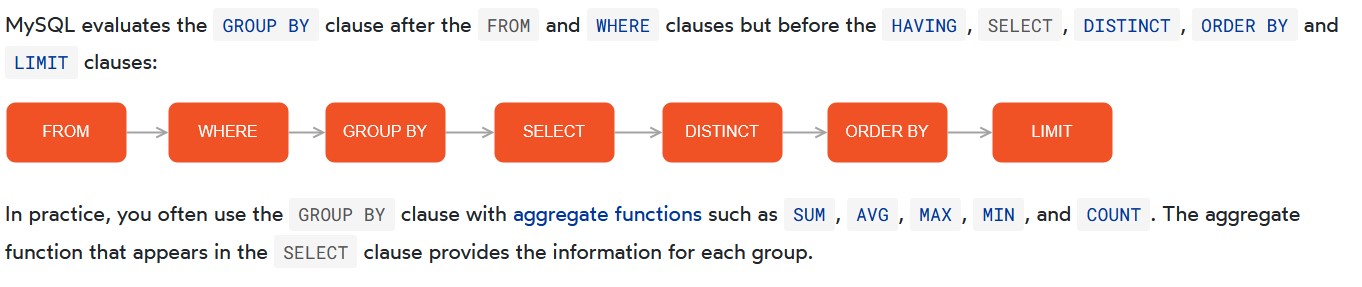 MySQL evaluates the GROUP BY clause after the FROM and WHERE clauses but before the HAVING , SELECT , DISTINCT , ORDER BY and
LIMIT clauses:
FROM WHERE GROUP BY SELECT DISTINCT ORDER BY LIMIT
In practice, you often use the GROUP BY clause with aggregate functions such as SUM , AVG , MAX , MIN , and COUNT . The aggregate
function that appears in the SELECT clause provides the information for each group.